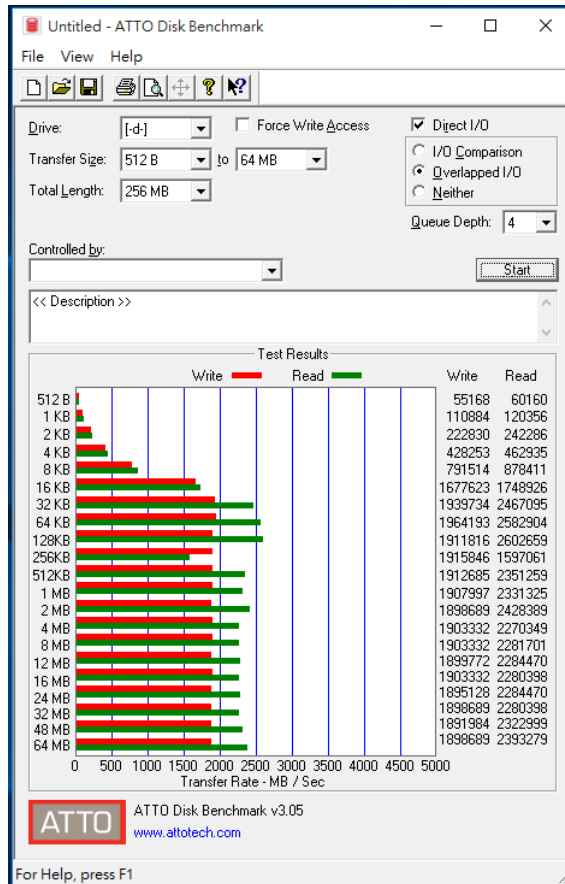 Untitled - ATTO Disk Benchmark
File View Help
Drive: [-d-] Force Write Access Direct I/O
Transfer Size: 512 B to 64 MB I/O Comparison
Overlapped I/O
Total Length: 256 MB Neither
Queue Depth: 4
Controlled by:
Start
<< Description >>
Test Results
Write Read Write Read
512 B 55168 60160
1 KB 110884 120356
2 KB 222830 242286
4 KB 428253 462935
8 KB 791514 878411
16 KB 1677623 1748926
32 KB 1939734 2467095
64 KB 1964193 2582904
128KB 1911816 2602659
256KB 1915846 1597061
512KB 1912685 2351259
1 MB 1907997 2331325
2 MB 1898689 2428389
4 MB 1903332 2270349
8 MB 1903332 2281701
12 MB 1899772 2284470
16 MB 1903332 2280398
24 MB 1895128 2284470
32 MB 1898689 2280398
48 MB 1891984 2322999
64 MB 1898689 2393279
0 500 1000 1500 2000 2500 3000 3500 4000 4500 5000
Transfer Rate - MB / Sec
ATTO ATTO Disk Benchmark v3.05
www.attotech.com
For Help, press F1